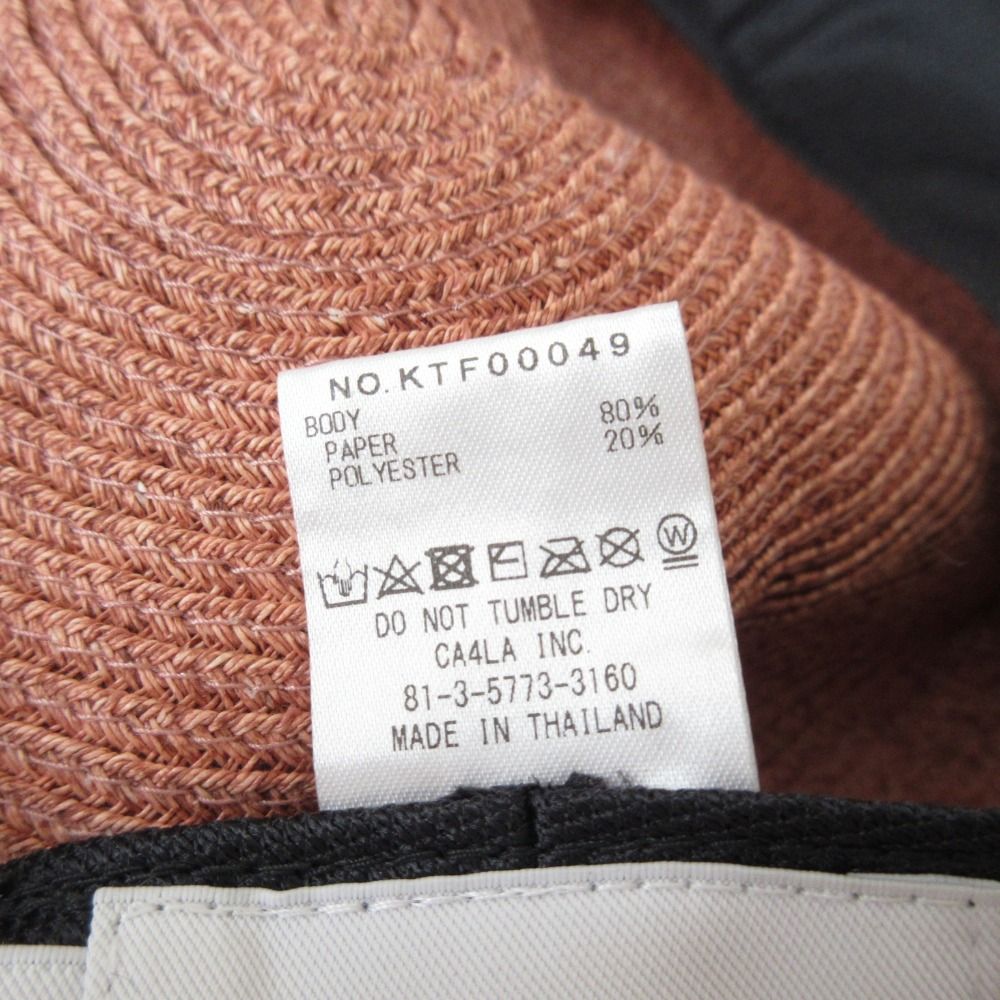 NO.KTF00049
BODY
PAPER 80%
POLYESTER 20%
W
DO NOT TUMBLE DRY
CA4LA INC.
81-3-5773-3160
MADE IN THAILAND